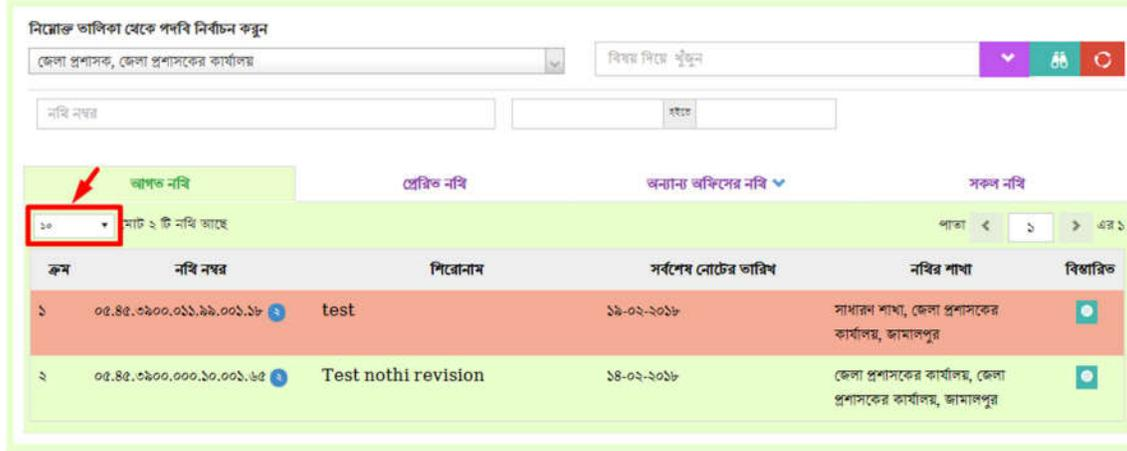 নিম্নোক্ত তালিকা থেকে পদবি নির্বাচন করুন
জেলা প্রশাসক, জেলা প্রশাসকের কার্যালয়
বিষয় দিয়ে খুঁজুন
নথি নম্বর
হইতে
আগত নথি প্রেরিত নথি অন্যান্য অফিসের নথি সকল নথি
১০ মোট ২ টি নথি আছে পাতা ১ এর ১
ক্রম নথি নম্বর শিরোনাম সর্বশেষ নোটের তারিখ নথির শাখা বিস্তারিত
১ ০৫.৪৫.৩৯০০.০১১.৯৯.০০১.১৮ ২ test ১৯-০২-২০১৮ সাধারণ শাখা, জেলা প্রশাসকের
কার্যালয়, জামালপুর
২ ০৫.৪৫.৩৯০০.০০০.১০.০০১.৬৫ ২ Test nothi revision ১৪-০২-২০১৮ জেলা প্রশাসকের কার্যালয়, জেলা
প্রশাসকের কার্যালয়, জামালপুর